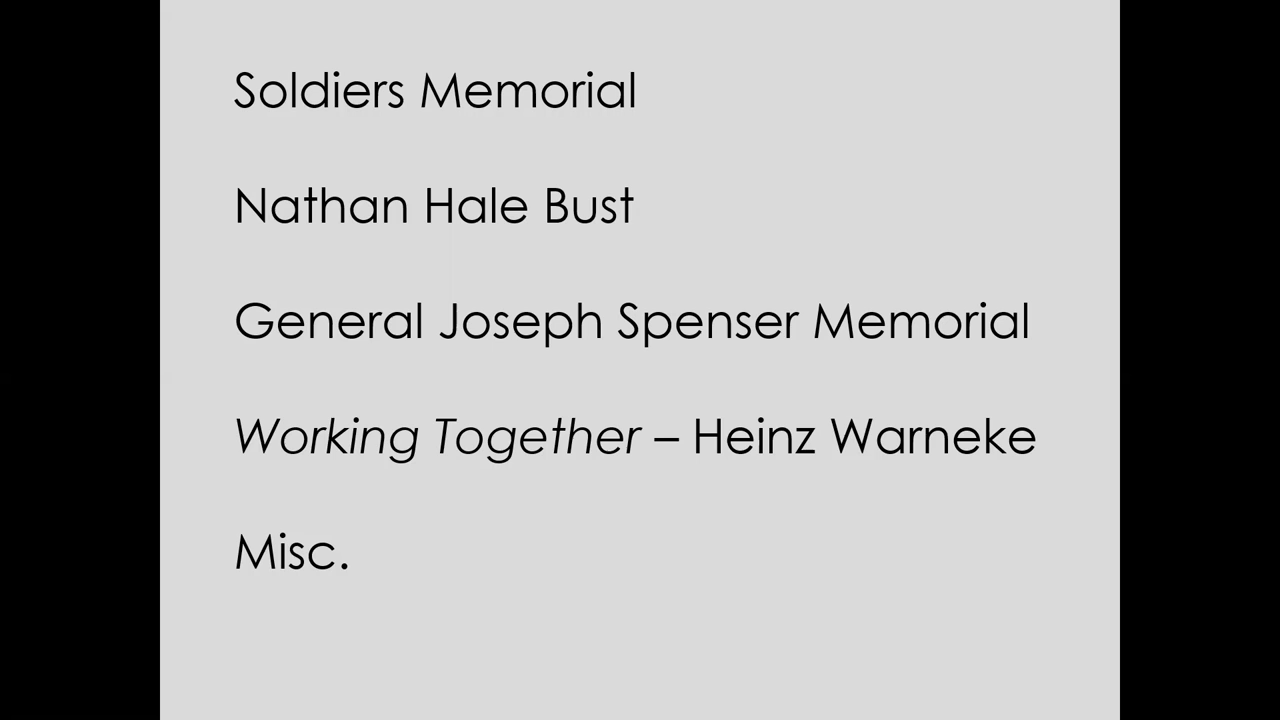 Soldiers Memorial
Nathan Hale Bust
General Joseph Spenser Memorial
Working Together – Heinz Warneke
Misc.